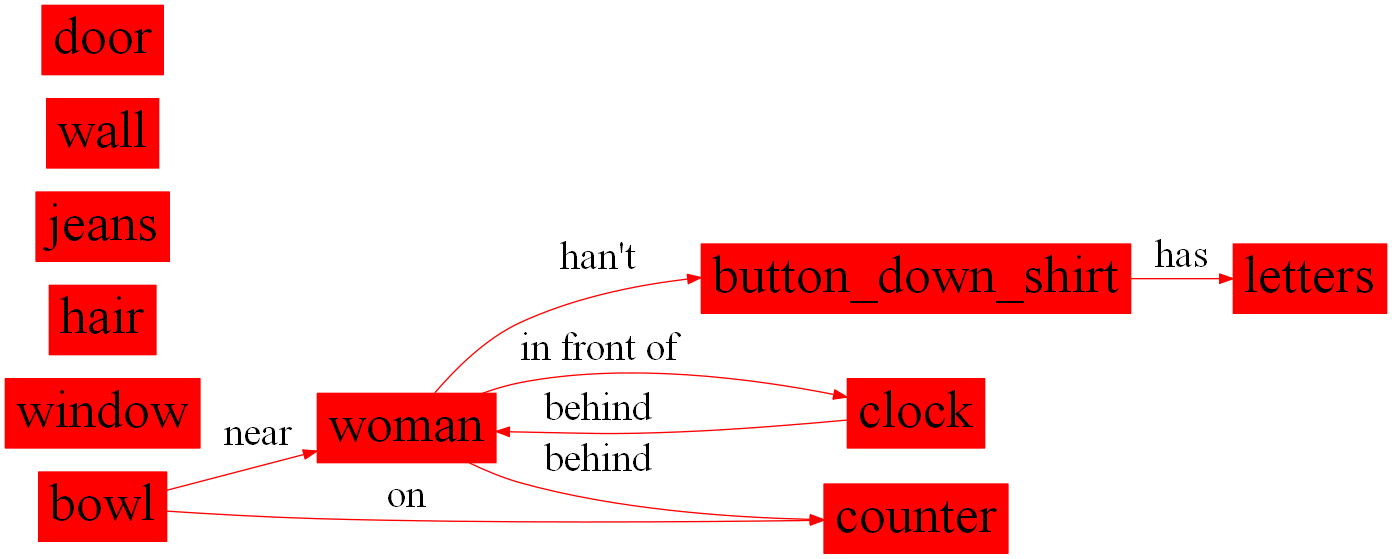 door
wall
jeans
hair
window
bowl
near
on
woman
han't
in front of
behind
behind
button_down_shirt
has
letters
clock
counter